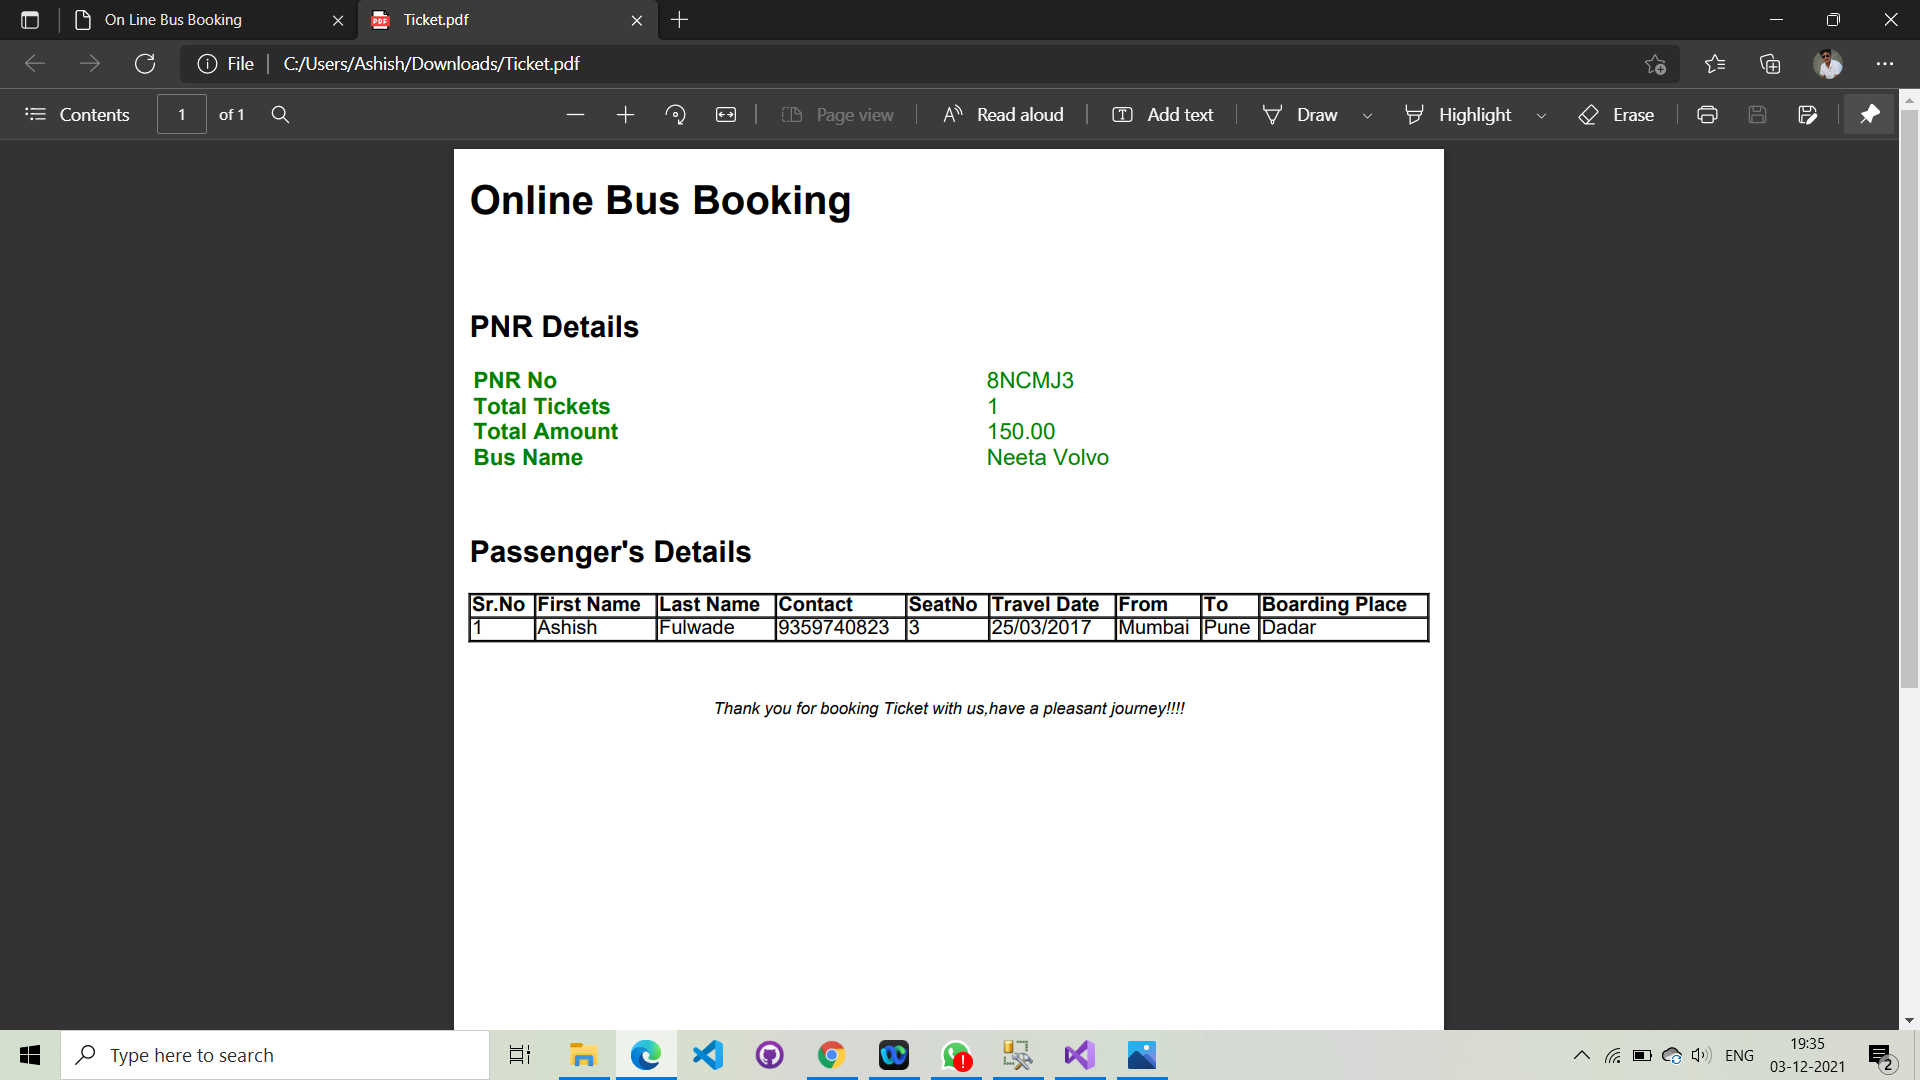 On Line Bus Booking
Ticket.pdf
File
C:/Users/Ashish/Downloads/Ticket.pdf
Contents
1
of 1
Page view
Read aloud
Add text
Draw
Highlight
Erase
Online Bus Booking
PNR Details
PNR No 8NCMJ3
Total Tickets 1
Total Amount 150.00
Bus Name Neeta Volvo
Passenger's Details
Sr.No First Name Last Name Contact SeatNo Travel Date From To Boarding Place
1 Ashish Fulwade 9359740823 3 25/03/2017 Mumbai Pune Dadar
Thank you for booking Ticket with us,have a pleasant journey!!!!
Type here to search
ENG
19:35
03-12-2021
2